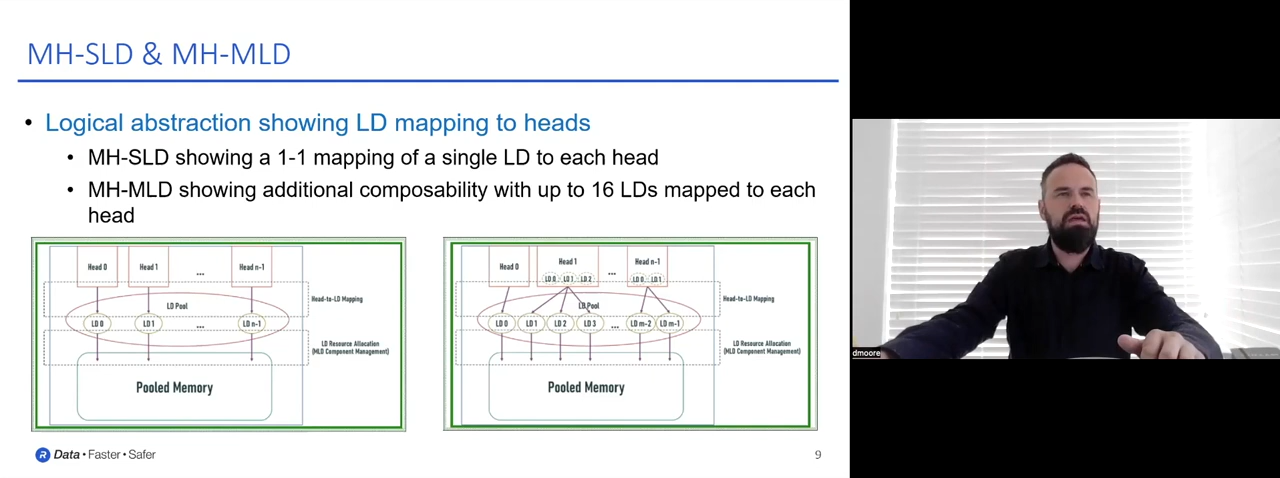 MH-SLD & MH-MLD
• Logical abstraction showing LD mapping to heads
• MH-SLD showing a 1-1 mapping of a single LD to each head
• MH-MLD showing additional composability with up to 16 LDs mapped to each
head
Head 0 Head 1 ... Head n-1
Head-to-LD Mapping
LD Pool
LD 0 LD 1 ... LD n-1
LD Resource Allocation
(MLD Component Management)
Pooled Memory
Head 0 Head 1 ... Head n-1
LD 0 LD 1 LD 2 LD 0 LD 1
Head-to-LD Mapping
LD Pool
LD 0 LD 1 LD 2 LD 3 ... LD m-2 LD m-1
LD Resource Allocation
(MLD Component Management)
Pooled Memory
R Data • Faster • Safer
9
dmoore